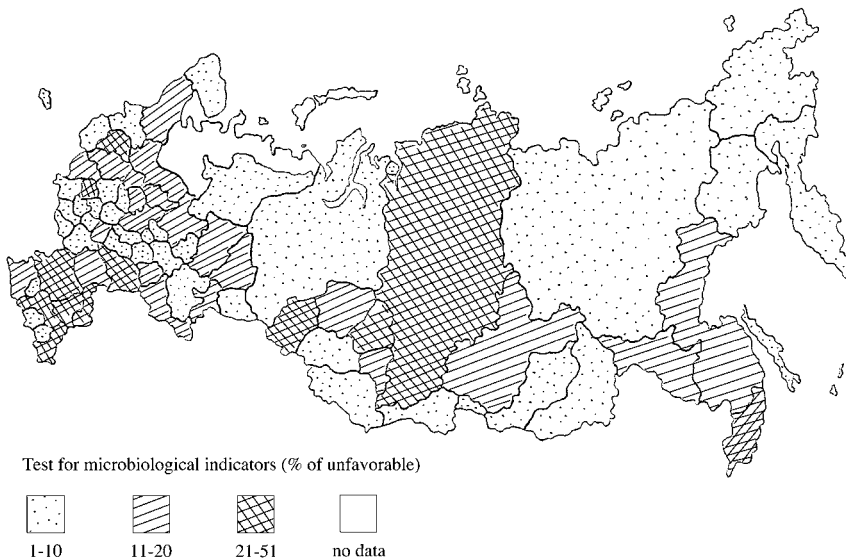 Test for microbiological indicators (% of unfavorable)
1-10 11-20 21-51 no data